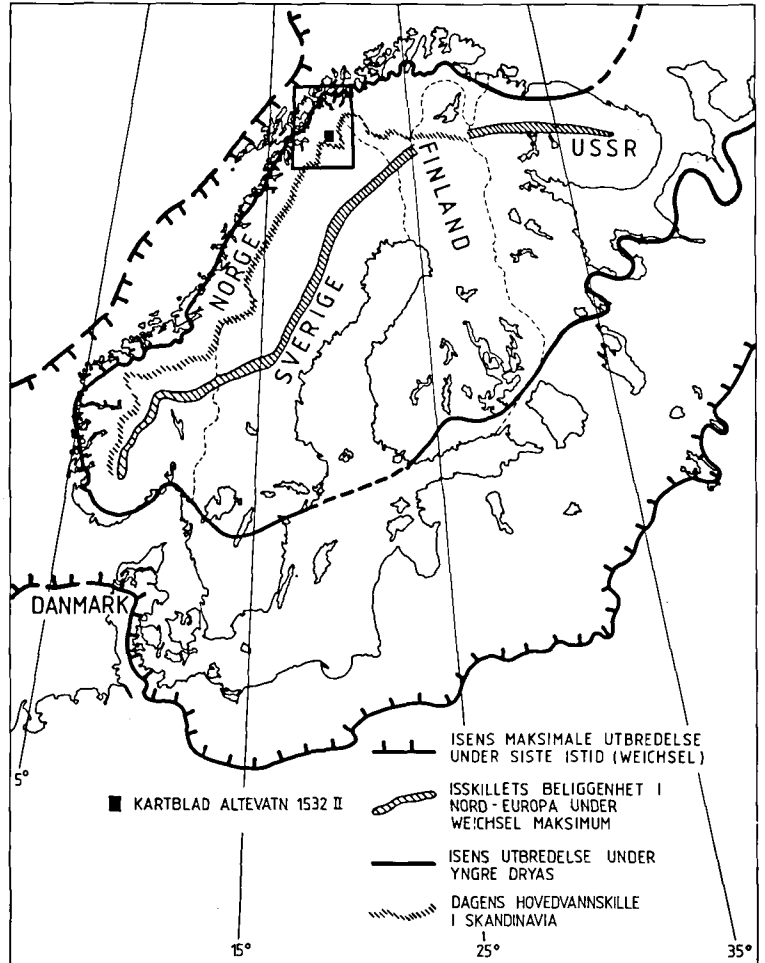 USSR
FINLAND
NORGE
SVERIGE
DANMARK
ISENS MAKSIMALE UTBREDELSE
UNDER SISTE ISTID (WEICHSEL)
5°
ISSKILLETS BELIGGENHET I
NORD-EUROPA UNDER
WEICHSEL MAKSIMUM
KARTBLAD ALTEVATN 1532 II
ISENS UTBREDELSE UNDER
YNGRE DRYAS
DAGENS HOVEDVANNSKILLE
I SKANDINAVIA
15°
25°
35°